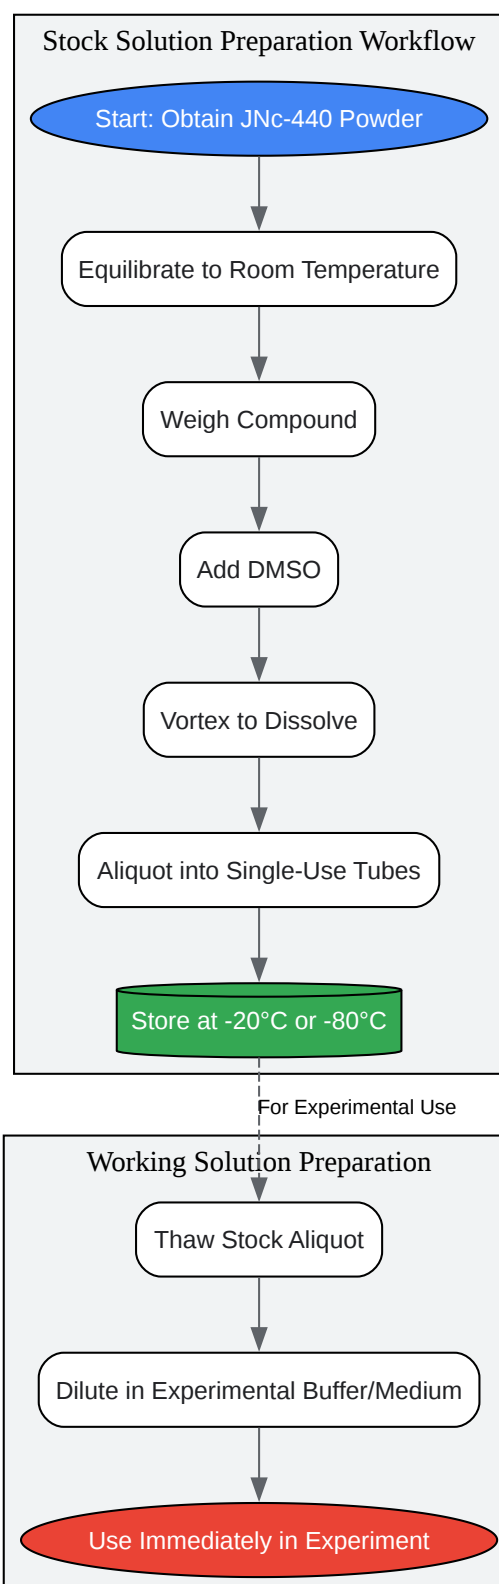 Stock Solution Preparation Workflow
Start: Obtain JNc-440 Powder
Equilibrate to Room Temperature
Weigh Compound
Add DMSO
Vortex to Dissolve
Aliquot into Single-Use Tubes
Store at -20°C or -80°C
For Experimental Use
Working Solution Preparation
Thaw Stock Aliquot
Dilute in Experimental Buffer/Medium
Use Immediately in Experiment